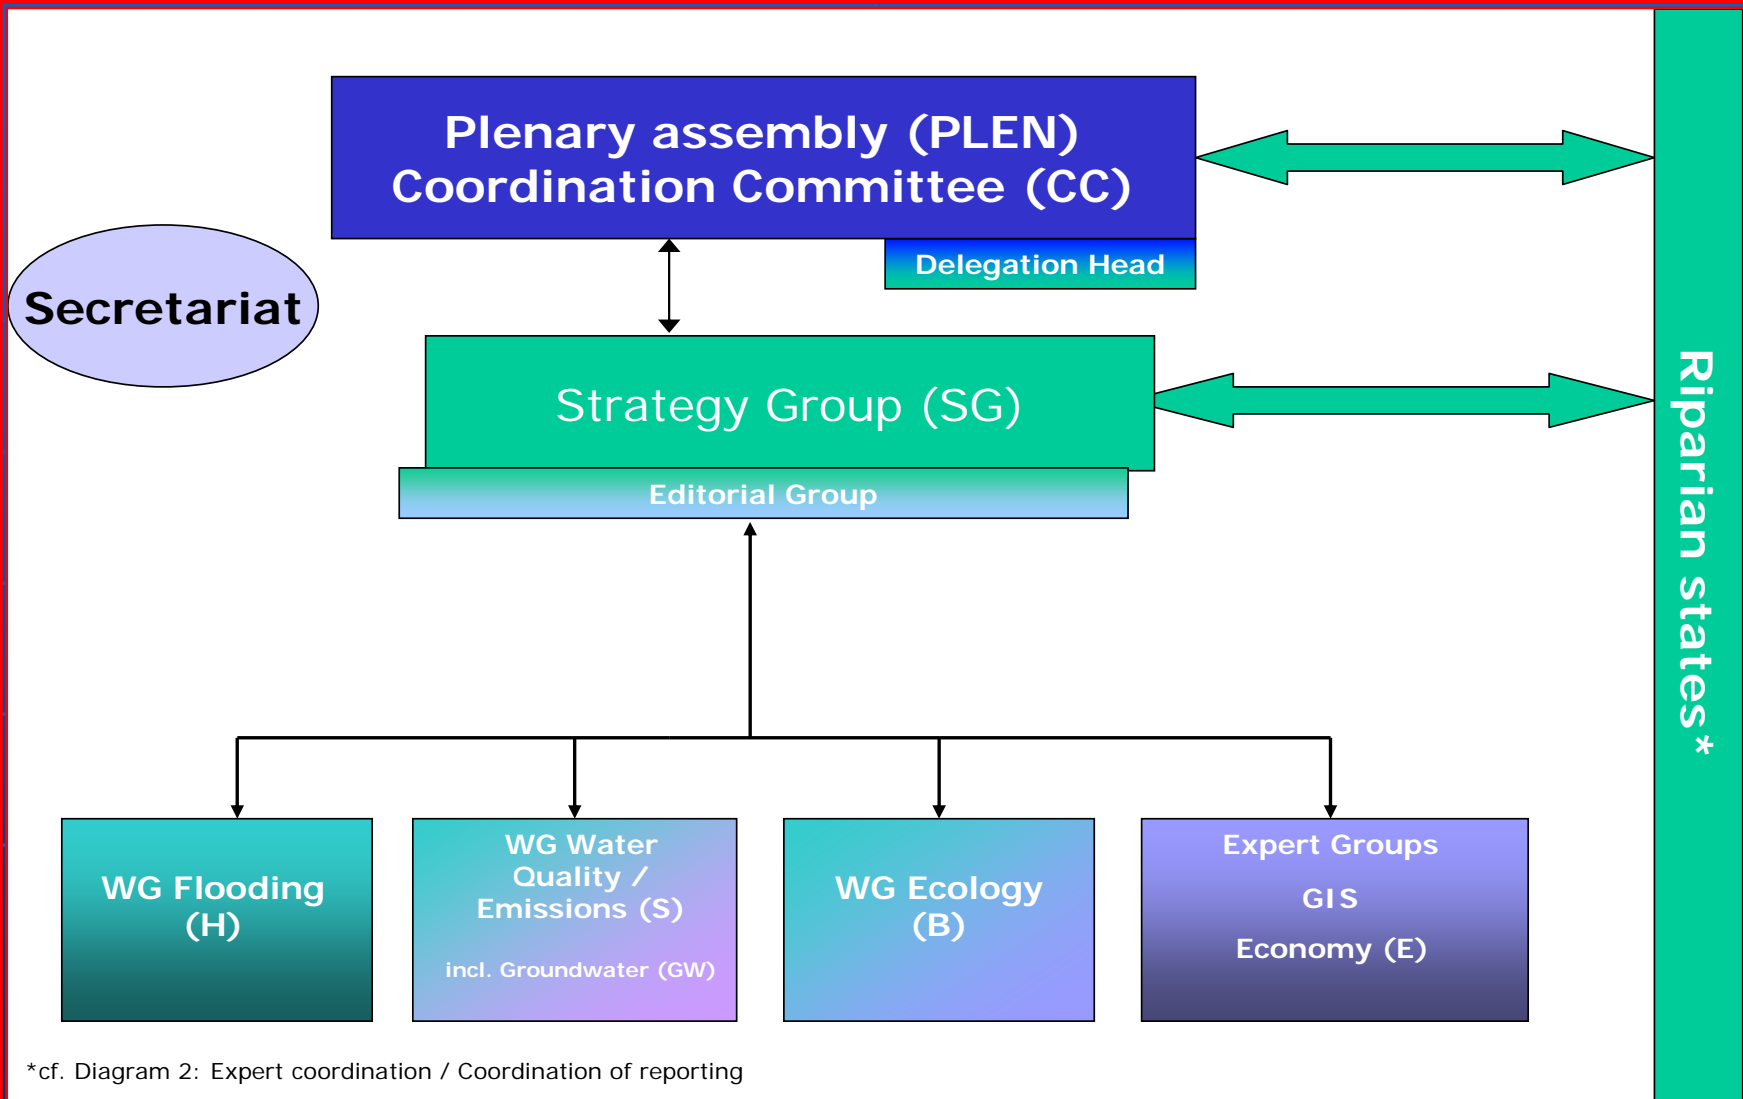 Plenary assembly (PLEN)
Coordination Committee (CC)
Delegation Head
Secretariat
Strategy Group (SG)
Editorial Group
Riparian states*
WG Flooding
(H)
WG Water
Quality /
Emissions (S)
incl. Groundwater (GW)
WG Ecology
(B)
Expert Groups
GIS
Economy (E)
*cf. Diagram 2: Expert coordination / Coordination of reporting